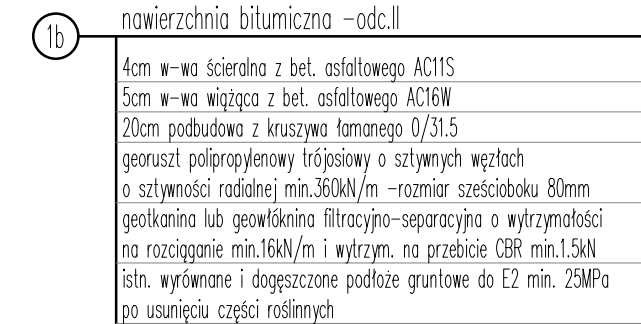 nawierzchnia bitumiczna -odc.II
1b
4cm w-wa ścieralna z bet. asfaltowego AC11S
5cm w-wa wiążąca z bet. asfaltowego AC16W
20cm podbudowa z kruszywa łamanego 0/31.5
georuszt polipropylenowy trójosiowy o sztywnych węzłach
o sztywności radialnej min.360kN/m -rozmiar sześcioboku 80mm
geotkanina lub geowłóknina filtracyjno-separacyjna o wytrzymałości
na rozciąganie min.16kN/m i wytrzym. na przebicie CBR min.1.5kN
istn. wyrównane i dogęszczone podłoże gruntowe do E2 min. 25MPa
po usunięciu części roślinnych